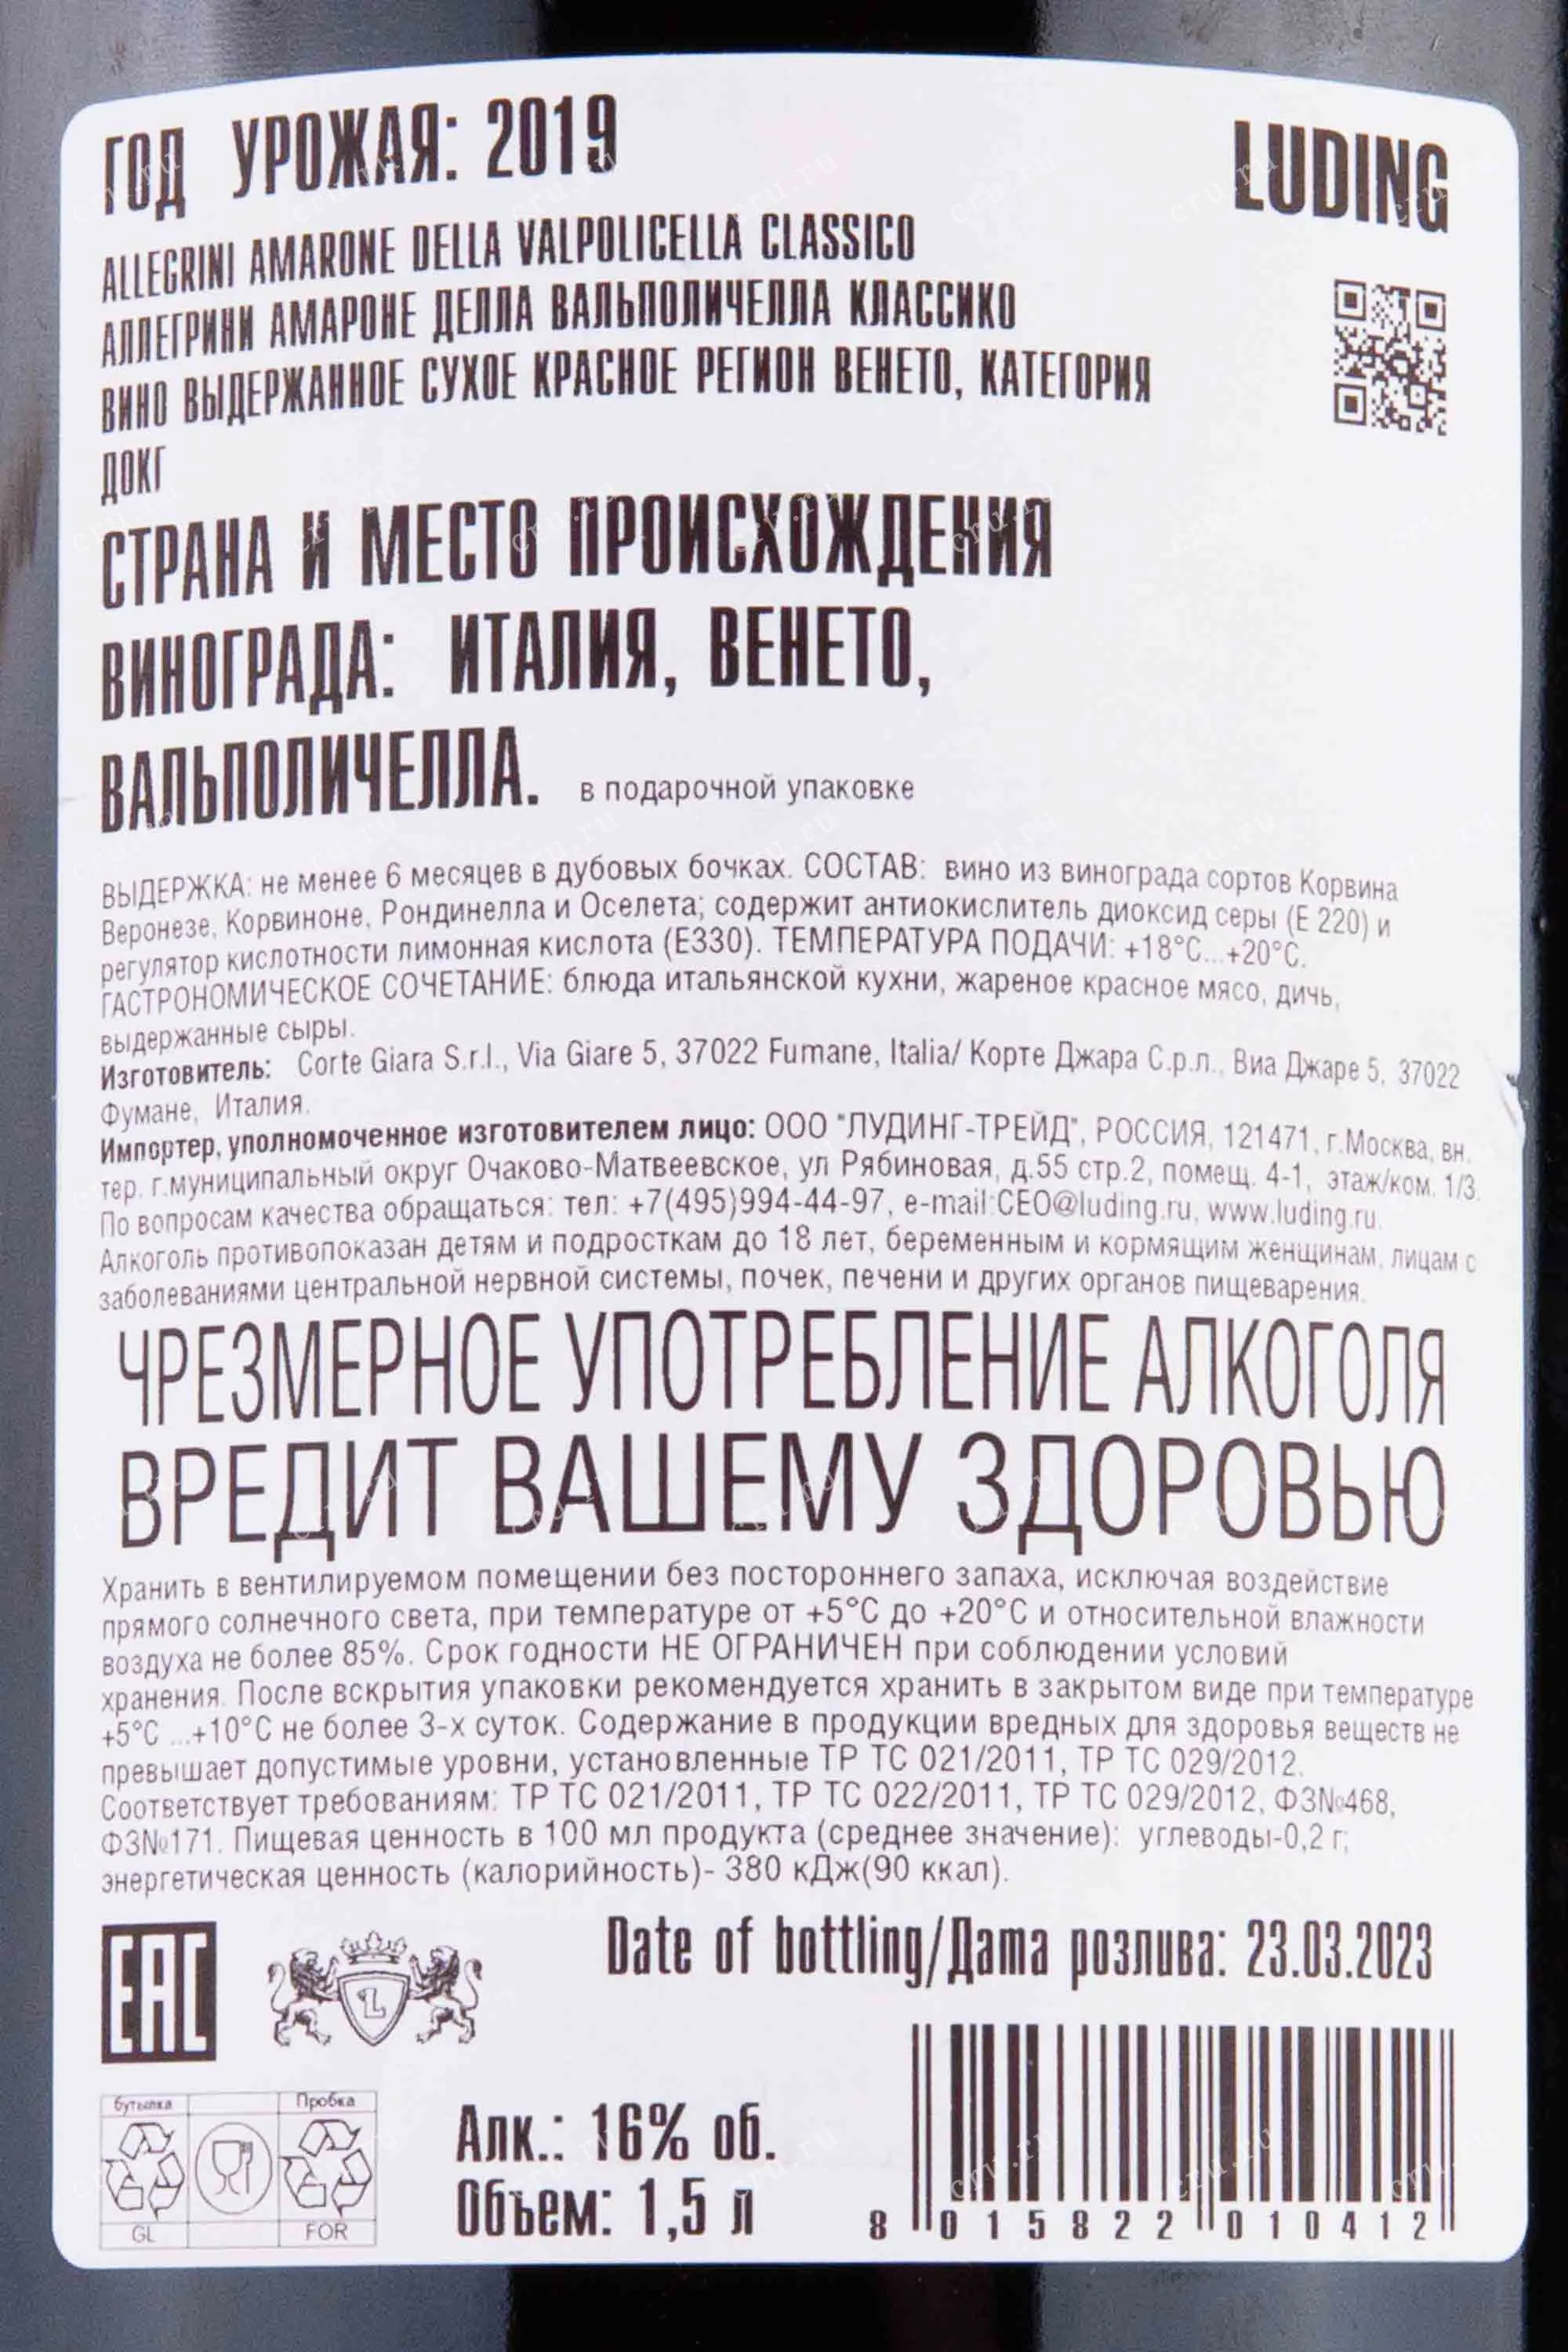 ГОД УРОЖАЯ: 2019
LUDING
ALLEGRINI AMARONE DELLA VALPOLICELLA CLASSICO
АЛЛЕГРИНИ АМАРОНЕ ДЕЛЛА ВАЛЬПОЛИЧЕЛЛА КЛАССИКО
ВИНО ВЫДЕРЖАННОЕ СУХОЕ КРАСНОЕ РЕГИОН ВЕНЕТО, КАТЕГОРИЯ
ДОКГ
СТРАНА И МЕСТО ПРОИСХОЖДЕНИЯ
ВИНОГРАДА: ИТАЛИЯ, ВЕНЕТО,
ВАЛЬПОЛИЧЕЛЛА. в подарочной упаковке
ВЫДЕРЖКА: не менее 6 месяцев в дубовых бочках. СОСТАВ: вино из винограда сортов Корвина
Веронезе, Корвиноне, Рондинелла и Оселета; содержит антиокислитель диоксид серы (Е 220) и
регулятор кислотности лимонная кислота (Е330). ТЕМПЕРАТУРА ПОДАЧИ: +18°С...+20°С.
ГАСТРОНОМИЧЕСКОЕ СОЧЕТАНИЕ: блюда итальянской кухни, жареное красное мясо, дичь,
выдержанные сыры.
Изготовитель: Corte Giara S.r.l., Via Giare 5, 37022 Fumane, Italia/ Корте Джара С.р.л., Виа Джаре 5, 37022
Фумане, Италия.
Импортер, уполномоченное изготовителем лицо: ООО "ЛУДИНГ-ТРЕЙД", РОССИЯ, 121471, г.Москва, вн.
тер. г.муниципальный округ Очаково-Матвеевское, ул Рябиновая, д.55 стр.2, помещ. 4-1, этаж/ком. 1/3.
По вопросам качества обращаться: тел: +7(495)994-44-97, e-mail:CEO@luding.ru, www.luding.ru.
Алкоголь противопоказан детям и подросткам до 18 лет, беременным и кормящим женщинам, лицам с
заболеваниями центральной нервной системы, почек, печени и других органов пищеварения.
ЧРЕЗМЕРНОЕ УПОТРЕБЛЕНИЕ АЛКОГОЛЯ
ВРЕДИТ ВАШЕМУ ЗДОРОВЬЮ
Хранить в вентилируемом помещении без постороннего запаха, исключая воздействие
прямого солнечного света, при температуре от +5°С до +20°С и относительной влажности
воздуха не более 85%. Срок годности НЕ ОГРАНИЧЕН при соблюдении условий
хранения. После вскрытия упаковки рекомендуется хранить в закрытом виде при температуре
+5°С ...+10°С не более 3-х суток. Содержание в продукции вредных для здоровья веществ не
превышает допустимые уровни, установленные ТР ТС 021/2011, ТР ТС 029/2012.
Соответствует требованиям: ТР ТС 021/2011, ТР ТС 022/2011, ТР ТС 029/2012, ФЗ№468,
ФЗ№171. Пищевая ценность в 100 мл продукта (среднее значение): углеводы-0,2 г;
энергетическая ценность (калорийность)- 380 кДж(90 ккал).
EAC
L
Date of bottling/Дата розлива: 23.03.2023
бутылка Пробка
GL FOR
Алк.: 16% об.
Объем: 1,5 л
8 015822 010412